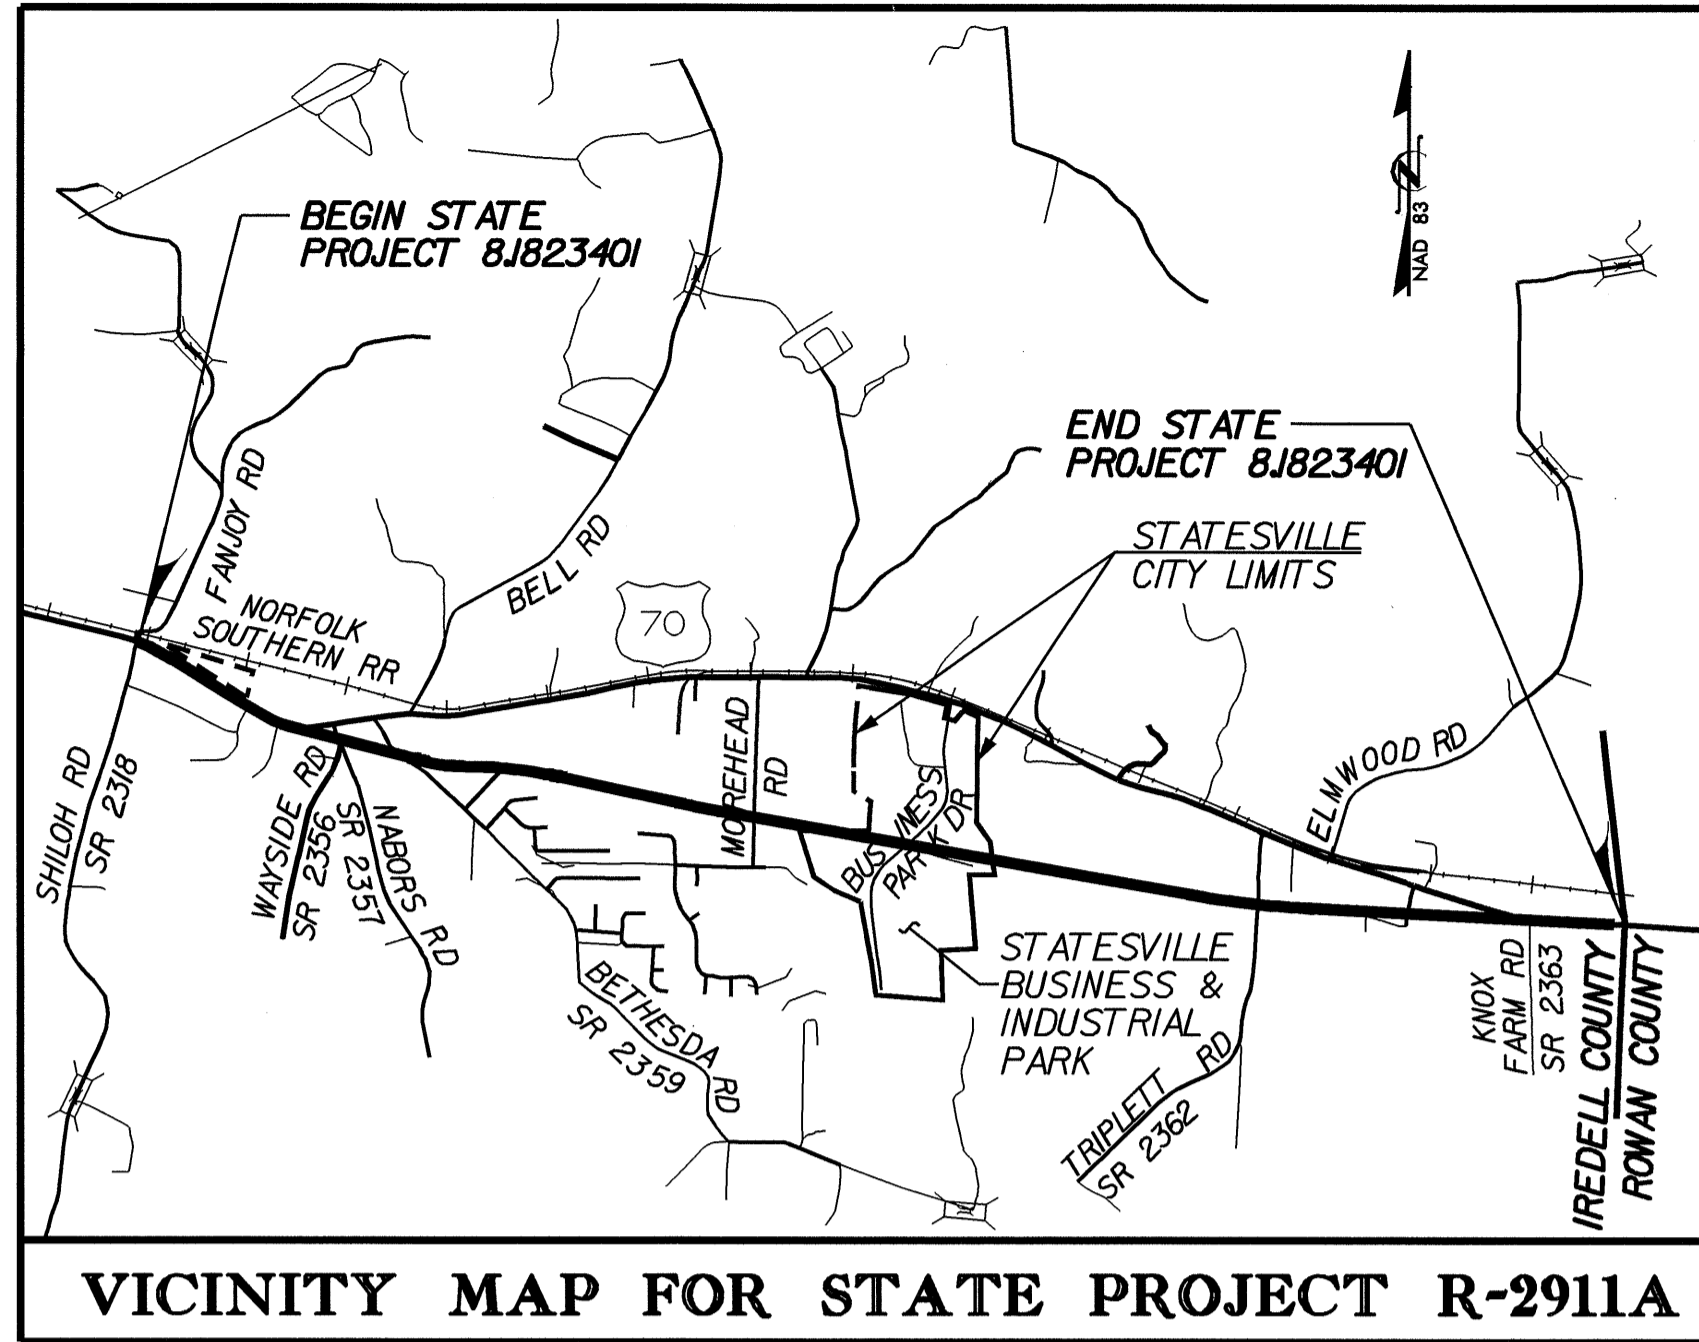 BEGIN STATE
PROJECT 8.1823401
NAD 83
END STATE
PROJECT 8.1823401
STATESVILLE
CITY LIMITS
FANJOY RD
NORFOLK
SOUTHERN RR
BELL RD
70
SHILOH RD
SR 2318
WAYSIDE RD
SR 2356
NABORS RD
SR 2357
MOREHEAD
RD
BUSINESS
PARK DR
ELMWOOD RD
BETHESDA RD
SR 2359
STATESVILLE
BUSINESS &
INDUSTRIAL
PARK
TRIPLETT RD
SR 2362
KNOX
FARM RD
SR 2363
IREDELL COUNTY
ROWAN COUNTY
VICINITY MAP FOR STATE PROJECT R-2911A